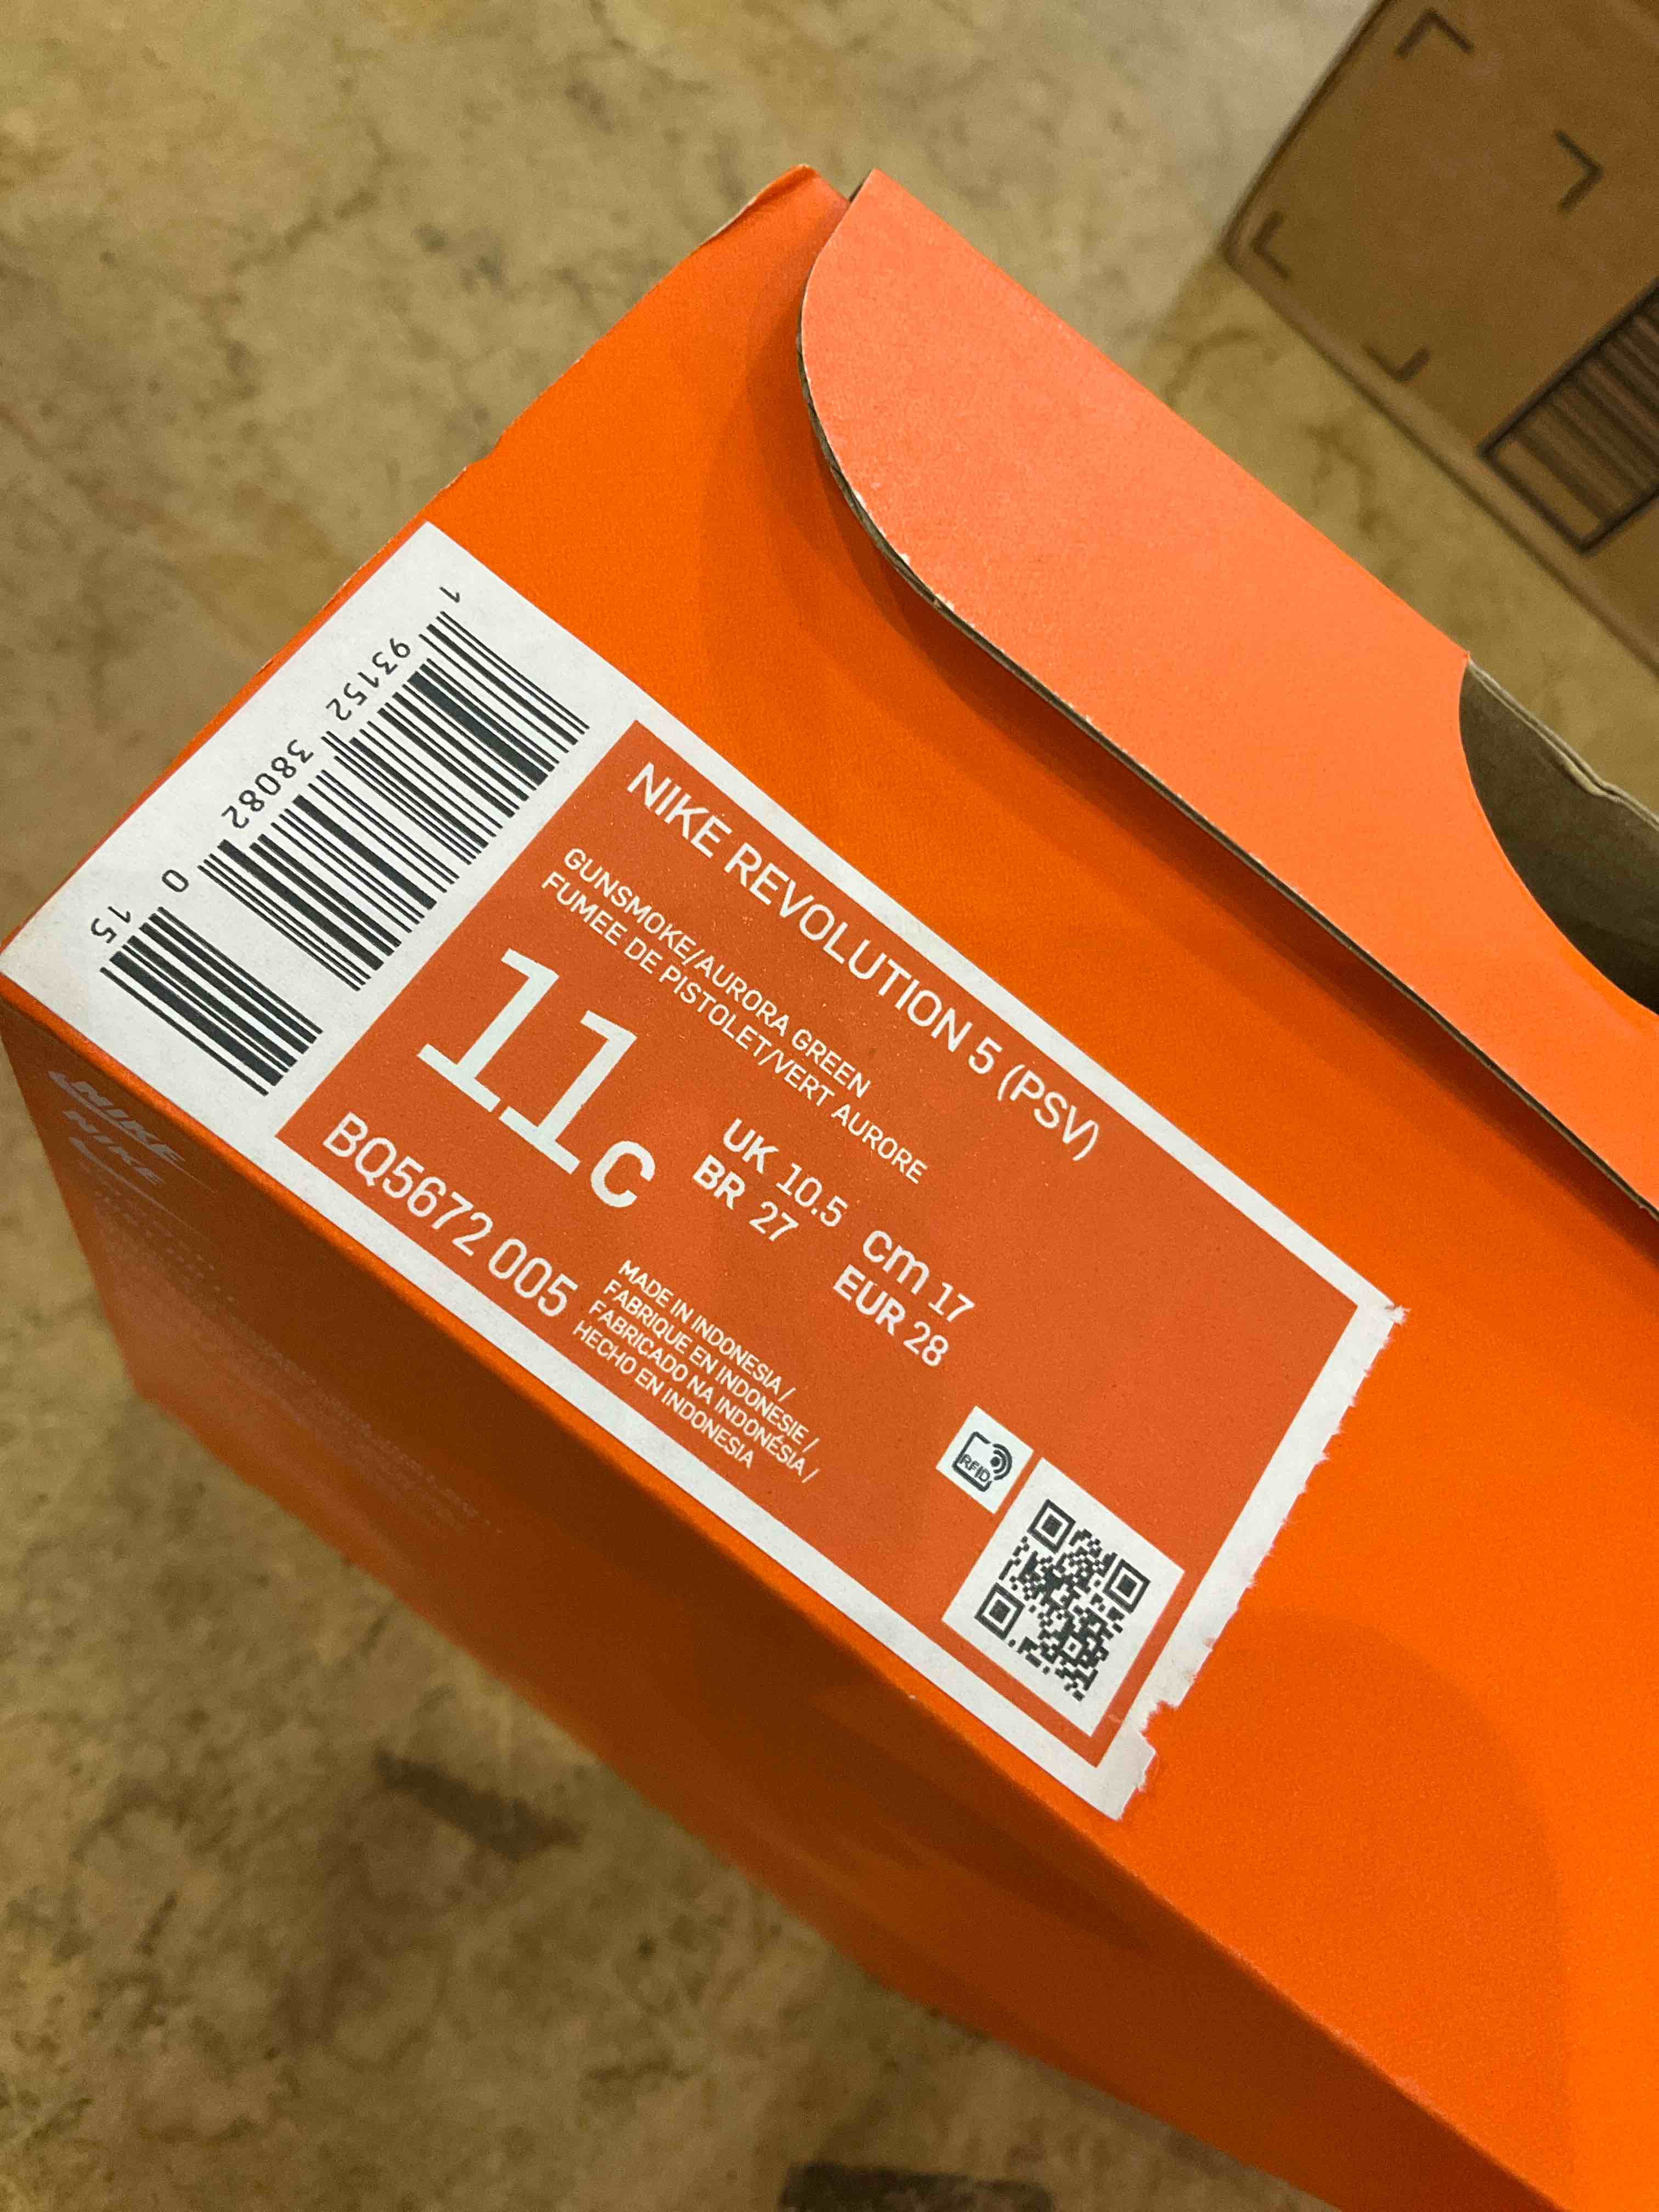 1 93152 38082 0 15
NIKE REVOLUTION 5 (PSV)
GUNSMOKE/AURORA GREEN
FUMEE DE PISTOLET/VERT AURORE
11C
UK 10.5 cm 17
BR 27 EUR 28
BQ5672 005
MADE IN INDONESIA /
FABRIQUE EN INDONESIE /
FABRICADO NA INDONÉSIA /
HECHO EN INDONESIA
RFID
NIKE
NIKE